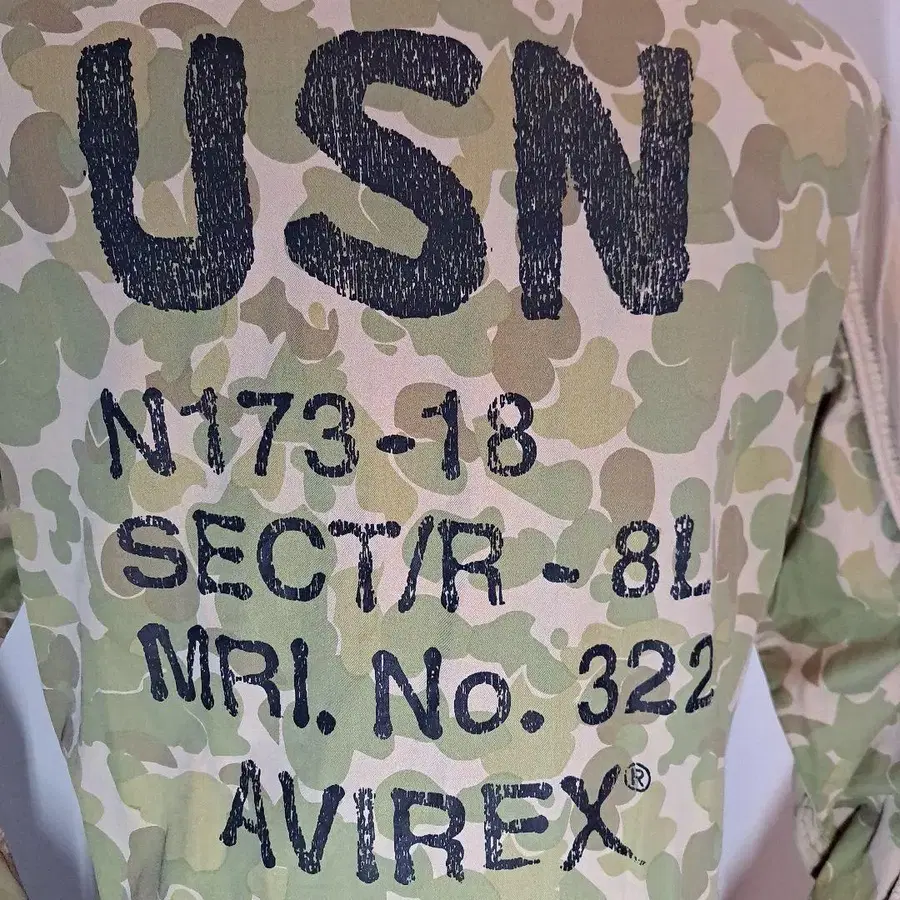 USN
N173-18
SECT/R - 8L
MRI. No. 322
AVIREX®